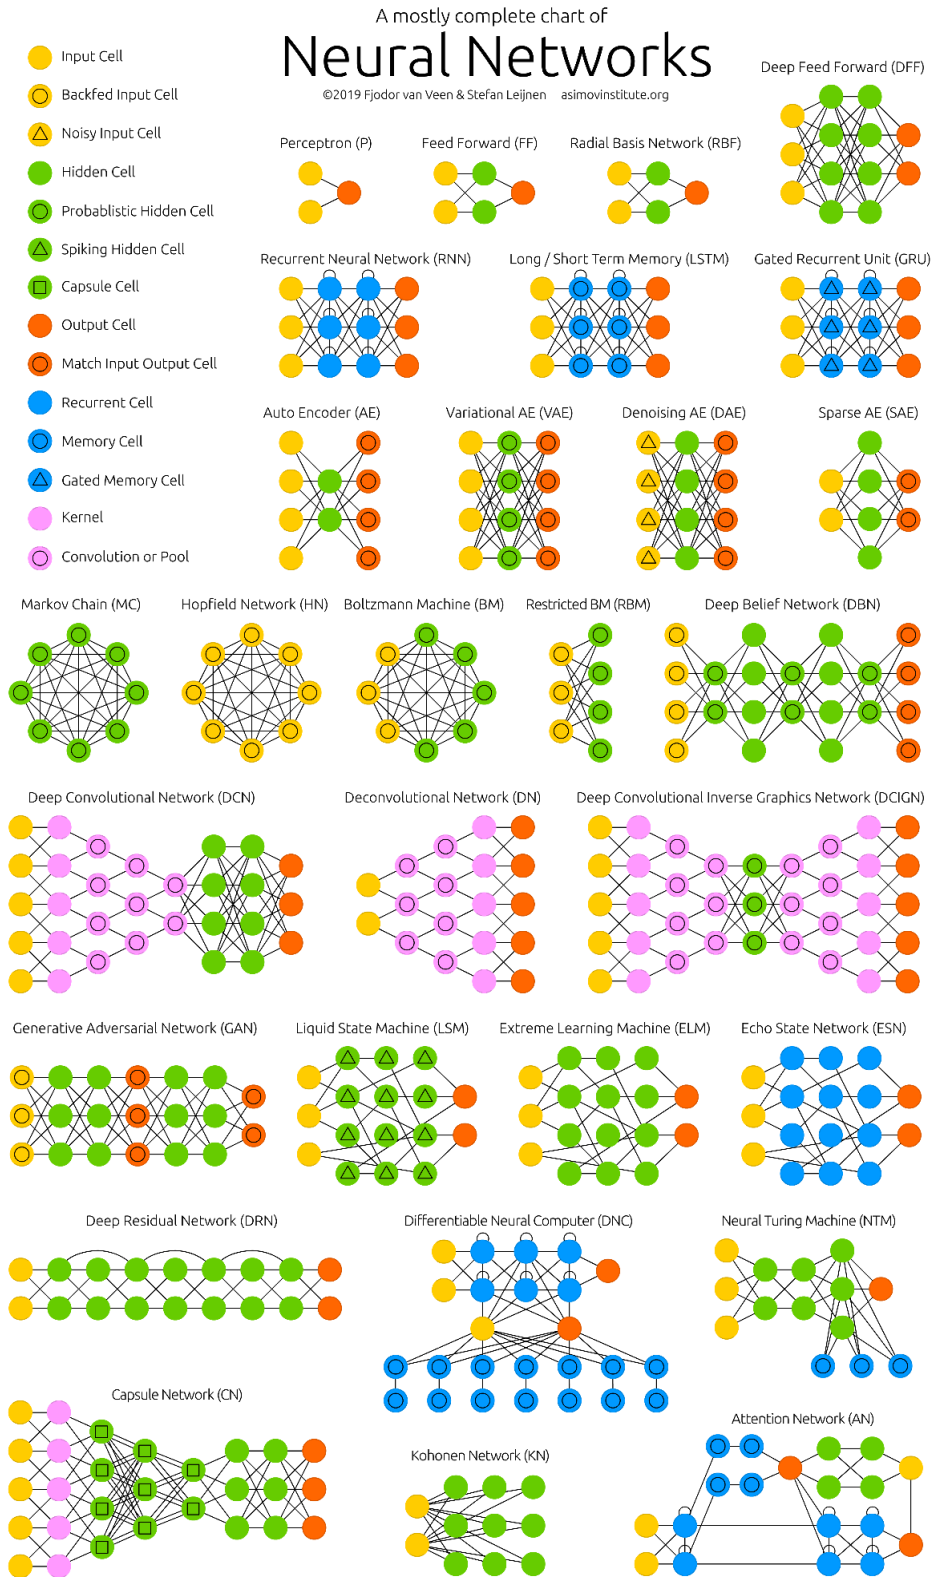 A mostly complete chart of
Neural Networks
©2019 Fjodor van Veen & Stefan Leijnen asimovinstitute.org
Input Cell
Backfed Input Cell
Noisy Input Cell
Hidden Cell
Probablistic Hidden Cell
Spiking Hidden Cell
Capsule Cell
Output Cell
Match Input Output Cell
Recurrent Cell
Memory Cell
Gated Memory Cell
Kernel
Convolution or Pool
Deep Feed Forward (DFF)
Perceptron (P)
Feed Forward (FF)
Radial Basis Network (RBF)
Recurrent Neural Network (RNN)
Long / Short Term Memory (LSTM)
Gated Recurrent Unit (GRU)
Auto Encoder (AE)
Variational AE (VAE)
Denoising AE (DAE)
Sparse AE (SAE)
Markov Chain (MC)
Hopfield Network (HN)
Boltzmann Machine (BM)
Restricted BM (RBM)
Deep Belief Network (DBN)
Deep Convolutional Network (DCN)
Deconvolutional Network (DN)
Deep Convolutional Inverse Graphics Network (DCIGN)
Generative Adversarial Network (GAN)
Liquid State Machine (LSM)
Extreme Learning Machine (ELM)
Echo State Network (ESN)
Deep Residual Network (DRN)
Differentiable Neural Computer (DNC)
Neural Turing Machine (NTM)
Capsule Network (CN)
Kohonen Network (KN)
Attention Network (AN)